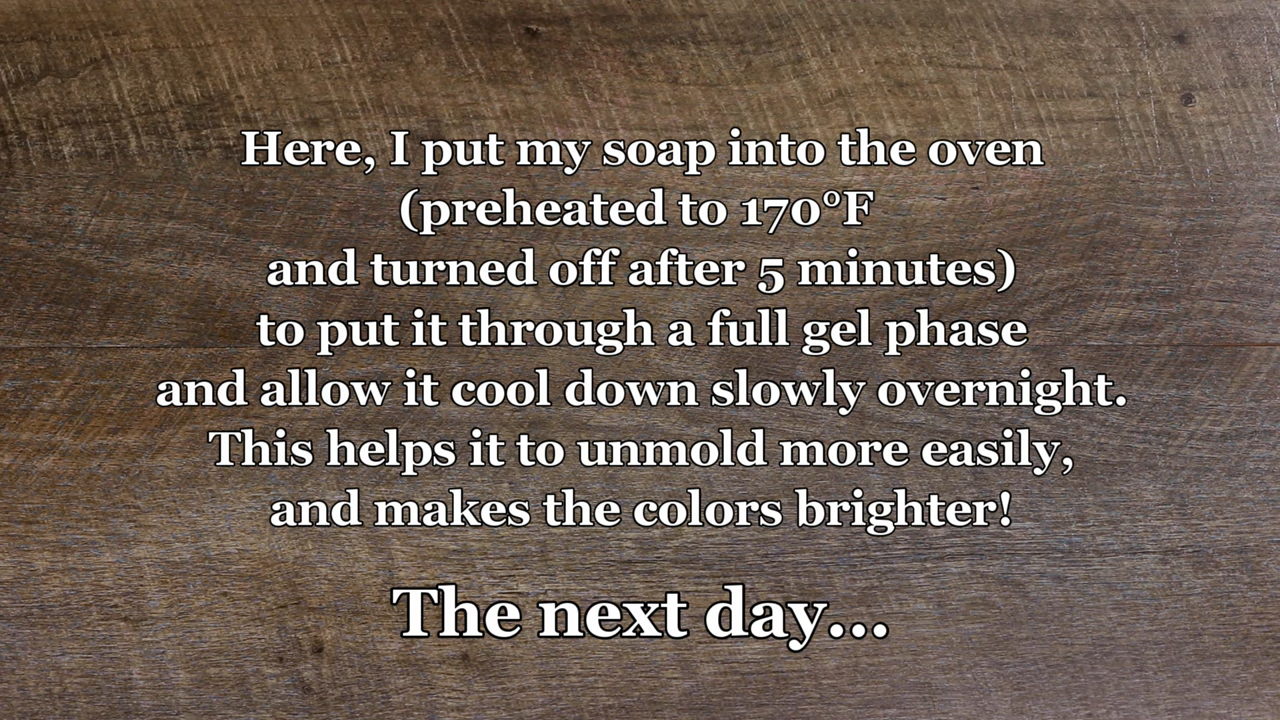 Here, I put my soap into the oven
(preheated to 170°F
and turned off after 5 minutes)
to put it through a full gel phase
and allow it cool down slowly overnight.
This helps it to unmold more easily,
and makes the colors brighter!
The next day...